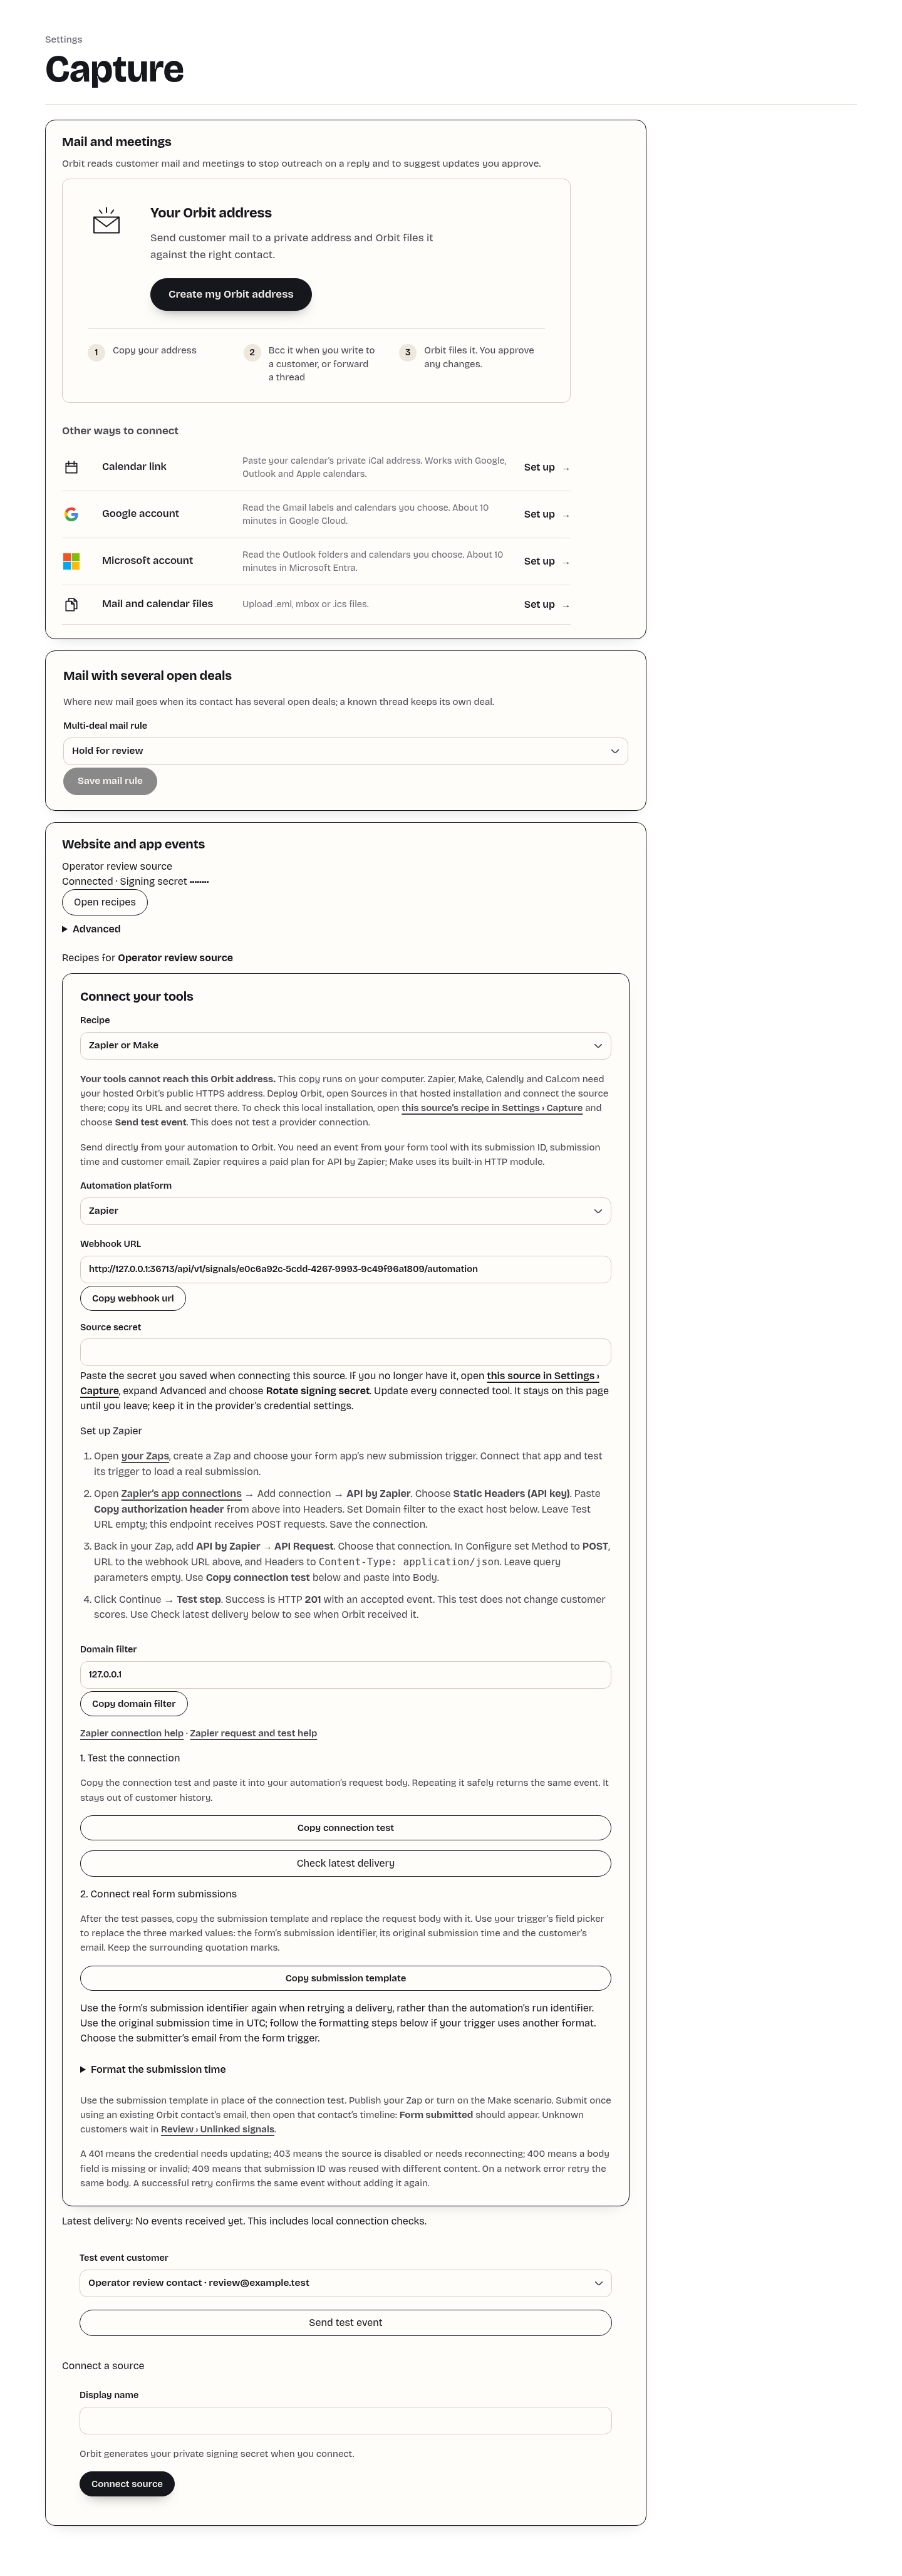 Settings
Capture
Mail and meetings
Orbit reads customer mail and meetings to stop outreach on a reply and to suggest updates you approve.
Your Orbit address
Send customer mail to a private address and Orbit files it
against the right contact.
Create my Orbit address
1 Copy your address
2 Bcc it when you write to
a customer, or forward
a thread
3 Orbit files it. You approve
any changes.
Other ways to connect
Calendar link
Paste your calendar's private iCal address. Works with Google,
Outlook and Apple calendars.
Set up →
Google account
Read the Gmail labels and calendars you choose. About 10
minutes in Google Cloud.
Set up →
Microsoft account
Read the Outlook folders and calendars you choose. About 10
minutes in Microsoft Entra.
Set up →
Mail and calendar files
Upload .eml, mbox or .ics files.
Set up →
Mail with several open deals
Where new mail goes when its contact has several open deals; a known thread keeps its own deal.
Multi-deal mail rule
Hold for review
Save mail rule
Website and app events
Operator review source
Connected · Signing secret ••••••••
Open recipes
▶ Advanced
Recipes for Operator review source
Connect your tools
Recipe
Zapier or Make
Your tools cannot reach this Orbit address. This copy runs on your computer. Zapier, Make, Calendly and Cal.com need
your hosted Orbit's public HTTPS address. Deploy Orbit, open Sources in that hosted installation and connect the source
there; copy its URL and secret there. To check this local installation, open this source's recipe in Settings › Capture and
choose Send test event. This does not test a provider connection.
Send directly from your automation to Orbit. You need an event from your form tool with its submission ID, submission
time and customer email. Zapier requires a paid plan for API by Zapier; Make uses its built-in HTTP module.
Automation platform
Zapier
Webhook URL
http://127.0.0.1:36713/api/v1/signals/e0c6a92c-5cdd-4267-9993-9c49f96a1809/automation
Copy webhook url
Source secret
Paste the secret you saved when connecting this source. If you no longer have it, open this source in Settings ›
Capture, expand Advanced and choose Rotate signing secret. Update every connected tool. It stays on this page
until you leave; keep it in the provider's credential settings.
Set up Zapier
1. Open your Zaps, create a Zap and choose your form app's new submission trigger. Connect that app and test
its trigger to load a real submission.
2. Open Zapier's app connections → Add connection → API by Zapier. Choose Static Headers (API key). Paste
Copy authorization header from above into Headers. Set Domain filter to the exact host below. Leave Test
URL empty; this endpoint receives POST requests. Save the connection.
3. Back in your Zap, add API by Zapier → API Request. Choose that connection. In Configure set Method to POST,
URL to the webhook URL above, and Headers to Content-Type: application/json. Leave query
parameters empty. Use Copy connection test below and paste into Body.
4. Click Continue → Test step. Success is HTTP 201 with an accepted event. This test does not change customer
scores. Use Check latest delivery below to see when Orbit received it.
Domain filter
127.0.0.1
Copy domain filter
Zapier connection help · Zapier request and test help
1. Test the connection
Copy the connection test and paste it into your automation's request body. Repeating it safely returns the same event. It
stays out of customer history.
Copy connection test
Check latest delivery
2. Connect real form submissions
After the test passes, copy the submission template and replace the request body with it. Use your trigger's field picker
to replace the three marked values: the form's submission identifier, its original submission time and the customer's
email. Keep the surrounding quotation marks.
Copy submission template
Use the form's submission identifier again when retrying a delivery, rather than the automation's run identifier.
Use the original submission time in UTC; follow the formatting steps below if your trigger uses another format.
Choose the submitter's email from the form trigger.
▶ Format the submission time
Use the submission template in place of the connection test. Publish your Zap or turn on the Make scenario. Submit once
using an existing Orbit contact's email, then open that contact's timeline: Form submitted should appear. Unknown
customers wait in Review › Unlinked signals.
A 401 means the credential needs updating; 403 means the source is disabled or needs reconnecting; 400 means a body
field is missing or invalid; 409 means that submission ID was reused with different content. On a network error retry the
same body. A successful retry confirms the same event without adding it again.
Latest delivery: No events received yet. This includes local connection checks.
Test event customer
Operator review contact · review@example.test
Send test event
Connect a source
Display name
Orbit generates your private signing secret when you connect.
Connect source